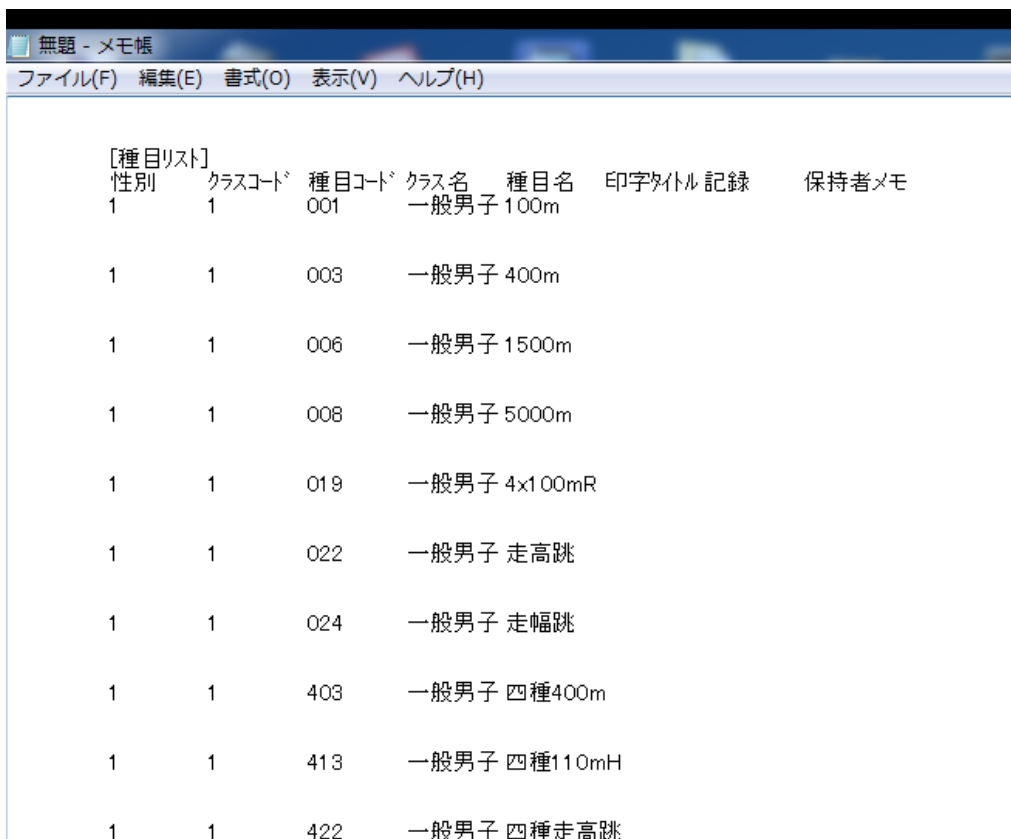 無題 - メモ帳
ファイル(F) 編集(E) 書式(O) 表示(V) ヘルプ(H)
[種目リスト]
性別 クラスコード 種目コード クラス名 種目名 印字タイトル 記録 保持者メモ
1 1 001 一般男子 100m
1 1 003 一般男子 400m
1 1 006 一般男子 1500m
1 1 008 一般男子 5000m
1 1 019 一般男子 4x100mR
1 1 022 一般男子 走高跳
1 1 024 一般男子 走幅跳
1 1 403 一般男子 四種400m
1 1 413 一般男子 四種110mH
1 1 422 一般男子 四種走高跳